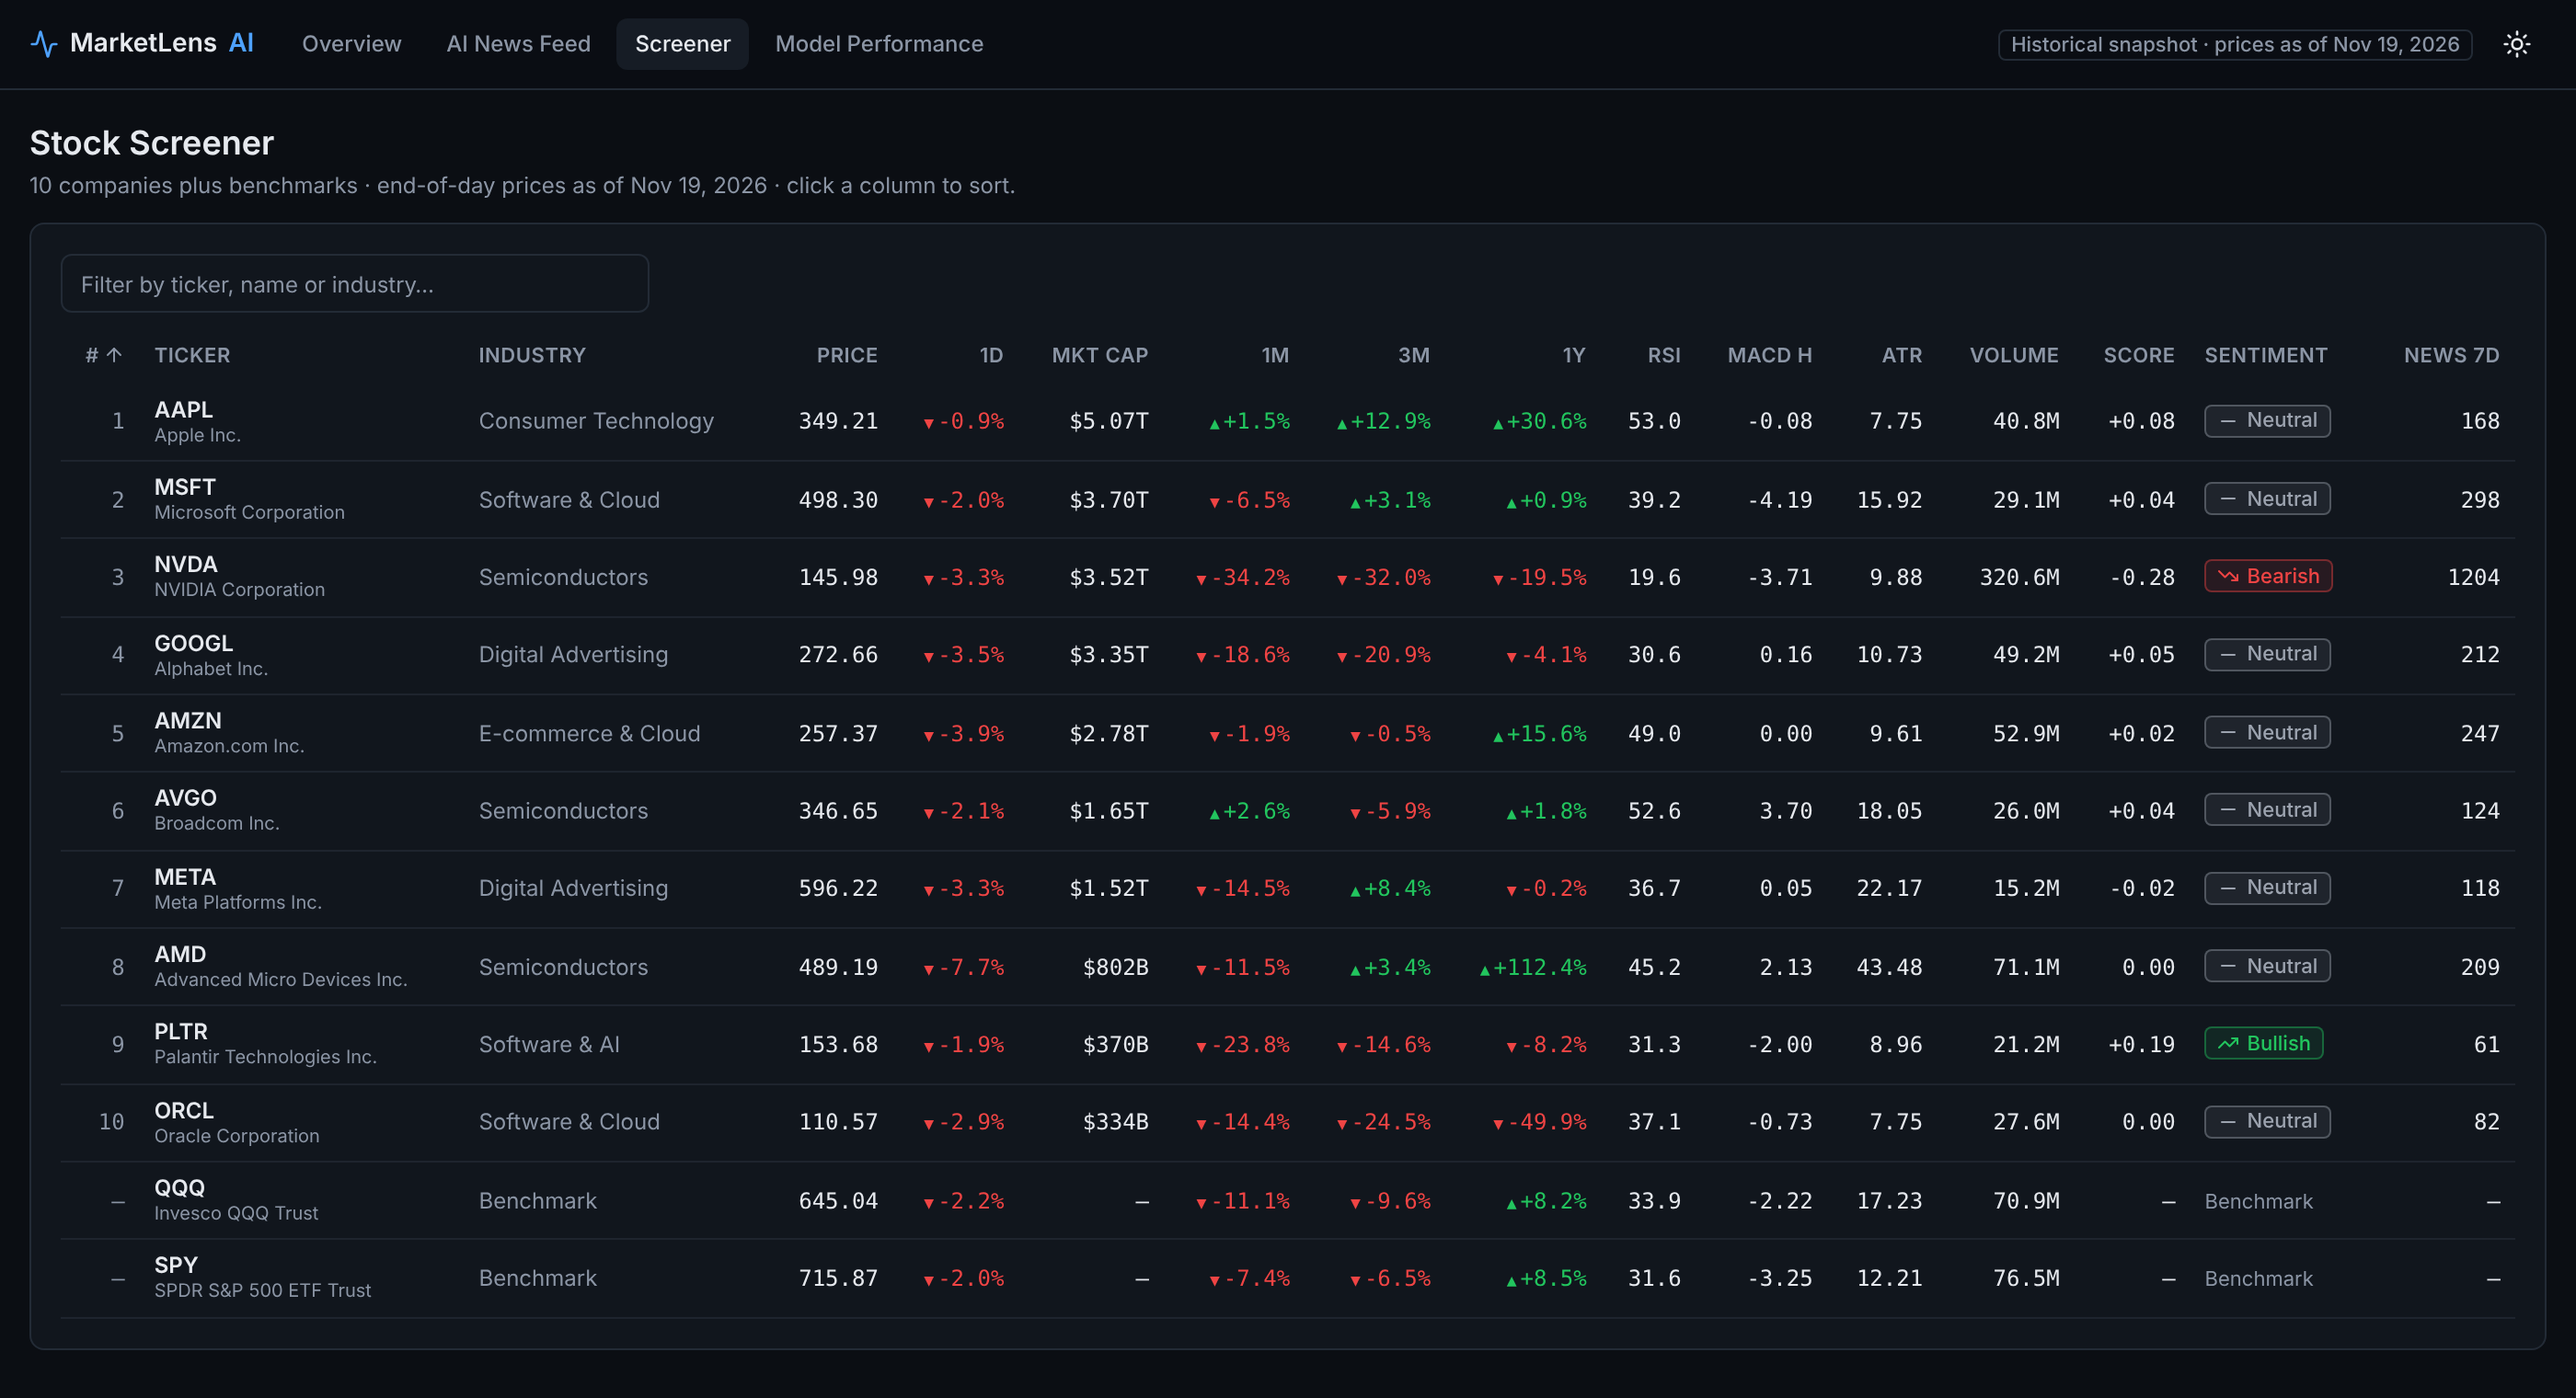 MarketLens AI Overview AI News Feed Screener Model Performance Historical snapshot · prices as of Nov 19, 2026
Stock Screener
10 companies plus benchmarks · end-of-day prices as of Nov 19, 2026 · click a column to sort.
Filter by ticker, name or industry...
# ↑ TICKER INDUSTRY PRICE 1D MKT CAP 1M 3M 1Y RSI MACD H ATR VOLUME SCORE SENTIMENT NEWS 7D
1 AAPL Consumer Technology 349.21 ▼-0.9% $5.07T ▲+1.5% ▲+12.9% ▲+30.6% 53.0 -0.08 7.75 40.8M +0.08 — Neutral 168
Apple Inc.
2 MSFT Software & Cloud 498.30 ▼-2.0% $3.70T ▼-6.5% ▲+3.1% ▲+0.9% 39.2 -4.19 15.92 29.1M +0.04 — Neutral 298
Microsoft Corporation
3 NVDA Semiconductors 145.98 ▼-3.3% $3.52T ▼-34.2% ▼-32.0% ▼-19.5% 19.6 -3.71 9.88 320.6M -0.28 Bearish 1204
NVIDIA Corporation
4 GOOGL Digital Advertising 272.66 ▼-3.5% $3.35T ▼-18.6% ▼-20.9% ▼-4.1% 30.6 0.16 10.73 49.2M +0.05 — Neutral 212
Alphabet Inc.
5 AMZN E-commerce & Cloud 257.37 ▼-3.9% $2.78T ▼-1.9% ▼-0.5% ▲+15.6% 49.0 0.00 9.61 52.9M +0.02 — Neutral 247
Amazon.com Inc.
6 AVGO Semiconductors 346.65 ▼-2.1% $1.65T ▲+2.6% ▼-5.9% ▲+1.8% 52.6 3.70 18.05 26.0M +0.04 — Neutral 124
Broadcom Inc.
7 META Digital Advertising 596.22 ▼-3.3% $1.52T ▼-14.5% ▲+8.4% ▼-0.2% 36.7 0.05 22.17 15.2M -0.02 — Neutral 118
Meta Platforms Inc.
8 AMD Semiconductors 489.19 ▼-7.7% $802B ▼-11.5% ▲+3.4% ▲+112.4% 45.2 2.13 43.48 71.1M 0.00 — Neutral 209
Advanced Micro Devices Inc.
9 PLTR Software & AI 153.68 ▼-1.9% $370B ▼-23.8% ▼-14.6% ▼-8.2% 31.3 -2.00 8.96 21.2M +0.19 Bullish 61
Palantir Technologies Inc.
10 ORCL Software & Cloud 110.57 ▼-2.9% $334B ▼-14.4% ▼-24.5% ▼-49.9% 37.1 -0.73 7.75 27.6M 0.00 — Neutral 82
Oracle Corporation
— QQQ Benchmark 645.04 ▼-2.2% — ▼-11.1% ▼-9.6% ▲+8.2% 33.9 -2.22 17.23 70.9M — Benchmark —
Invesco QQQ Trust
— SPY Benchmark 715.87 ▼-2.0% — ▼-7.4% ▼-6.5% ▲+8.5% 31.6 -3.25 12.21 76.5M — Benchmark —
SPDR S&P 500 ETF Trust